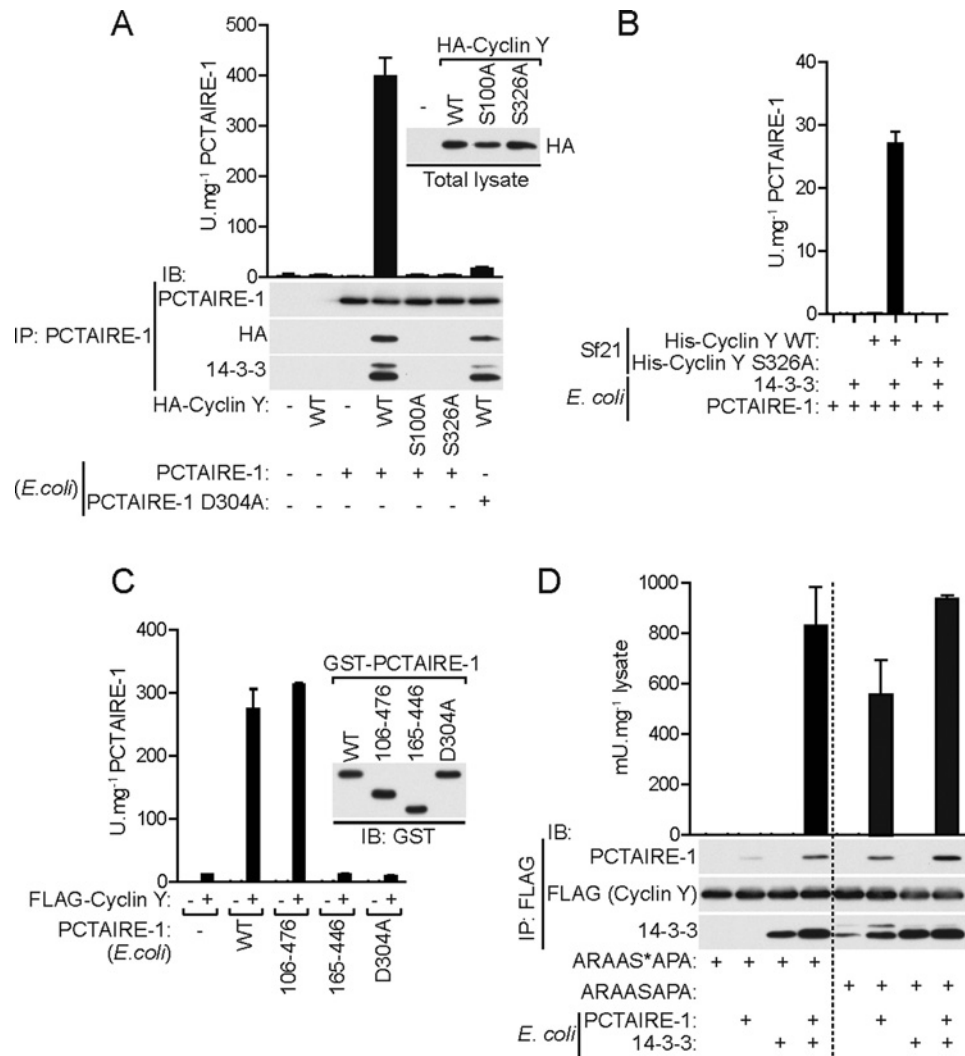 A
500
400
300
200
100
0
U.mg⁻¹ PCTAIRE-1
HA-Cyclin Y
- WT S100A S326A
HA
Total lysate
IB:
IP: PCTAIRE-1
PCTAIRE-1
HA
14-3-3
HA-Cyclin Y: - WT - WT S100A S326A WT
(E.coli)
PCTAIRE-1: - - + + + + -
PCTAIRE-1 D304A: - - - - - - +
B
40
30
20
10
0
U.mg⁻¹ PCTAIRE-1
Sf21
His-Cyclin Y WT: + +
His-Cyclin Y S326A: + +
E. coli
14-3-3: + + +
PCTAIRE-1: + + + + + +
C
400
300
200
100
0
U.mg⁻¹ PCTAIRE-1
GST-PCTAIRE-1
WT 106-476 165-446 D304A
IB: GST
FLAG-Cyclin Y: - + - + - + - + - +
PCTAIRE-1: - WT 106-476 165-446 D304A
(E.coli)
D
1000
800
600
400
200
0
mU.mg⁻¹ lysate
IB:
IP: FLAG
PCTAIRE-1
FLAG (Cyclin Y)
14-3-3
ARAAS*APA: + + + +
ARAASAPA: + + + +
E. coli
PCTAIRE-1: + + + +
14-3-3: + + + +